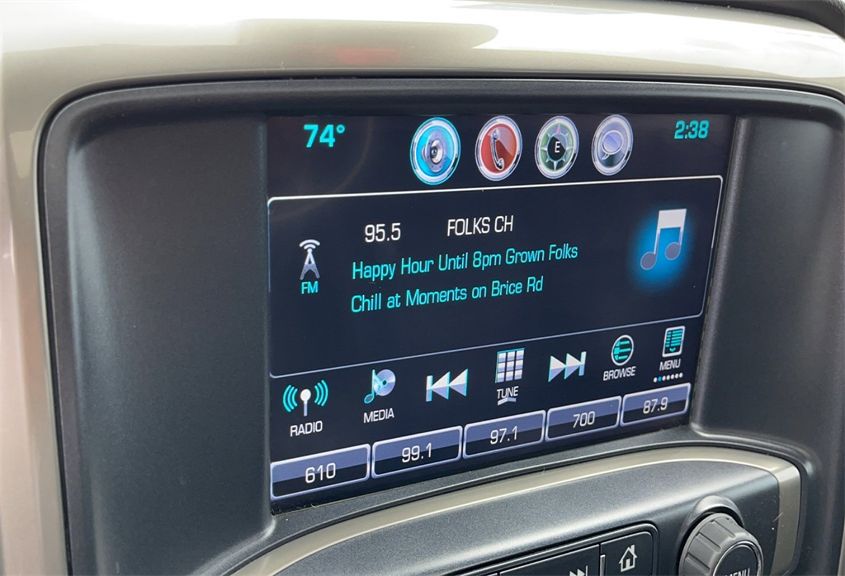 74° E 2:38
95.5 FOLKS CH
FM
Happy Hour Until 8pm Grown Folks
Chill at Moments on Brice Rd
RADIO MEDIA TUNE BROWSE MENU
610 99.1 97.1 700 87.9
MENU